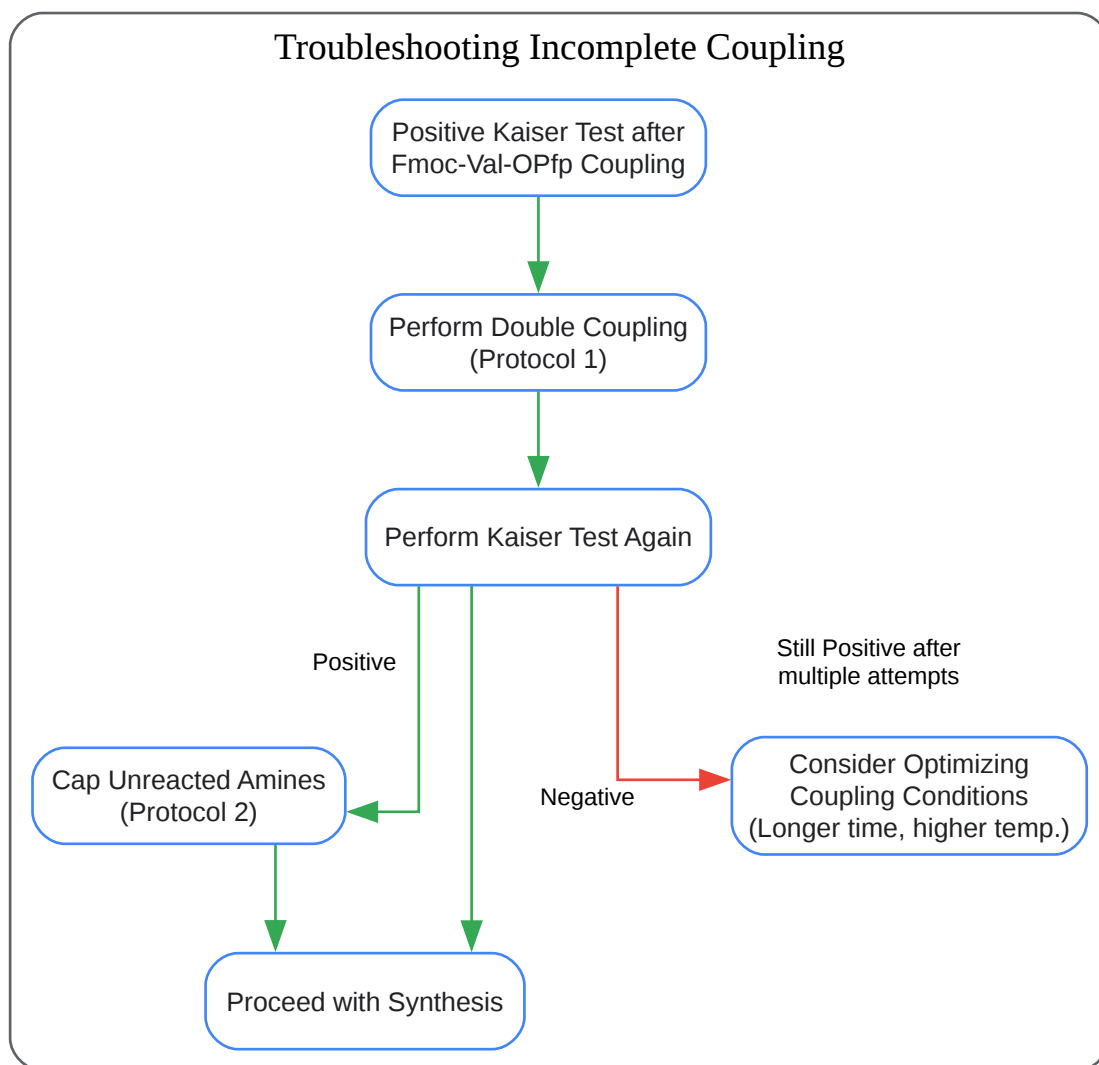 Troubleshooting Incomplete Coupling
Positive Kaiser Test after
Fmoc-Val-OPfp Coupling
Perform Double Coupling
(Protocol 1)
Perform Kaiser Test Again
Positive
Still Positive after
multiple attempts
Cap Unreacted Amines
(Protocol 2)
Negative
Consider Optimizing
Coupling Conditions
(Longer time, higher temp.)
Proceed with Synthesis